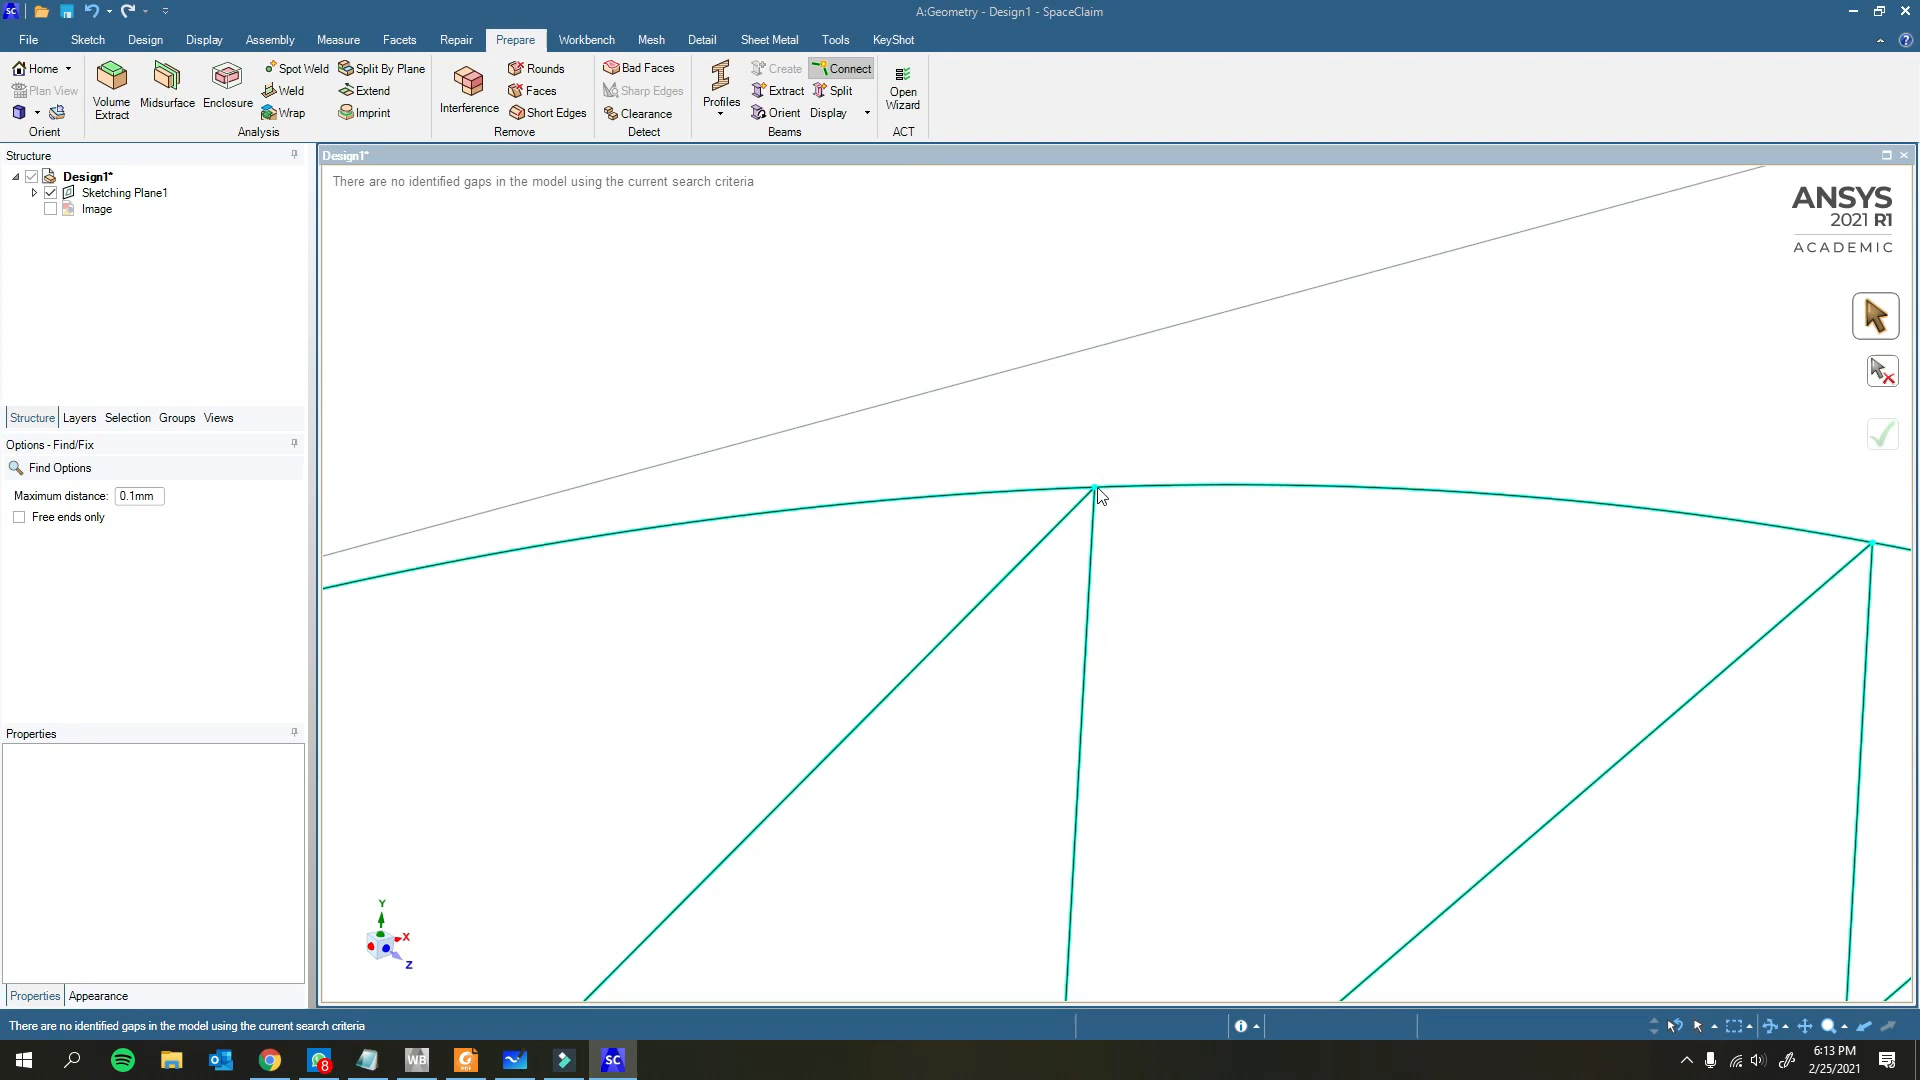 SC
A:Geometry - Design1 - SpaceClaim
File Sketch Design Display Assembly Measure Facets Repair Prepare Workbench Mesh Detail Sheet Metal Tools KeyShot
Home
Plan View
Orient
Volume
Extract
Midsurface
Enclosure
Spot Weld
Weld
Wrap
Split By Plane
Extend
Imprint
Analysis
Interference
Rounds
Faces
Short Edges
Remove
Bad Faces
Sharp Edges
Clearance
Detect
Profiles
Create
Connect
Extract
Split
Orient
Display
Beams
Open
Wizard
ACT
Structure
Design1*
Sketching Plane1
Image
Structure Layers Selection Groups Views
Options - Find/Fix
Find Options
Maximum distance: 0.1mm
Free ends only
Properties
Properties Appearance
Design1*
There are no identified gaps in the model using the current search criteria
ANSYS
2021 R1
ACADEMIC
Y
X
Z
There are no identified gaps in the model using the current search criteria
8
WB
SC
6:13 PM
2/25/2021